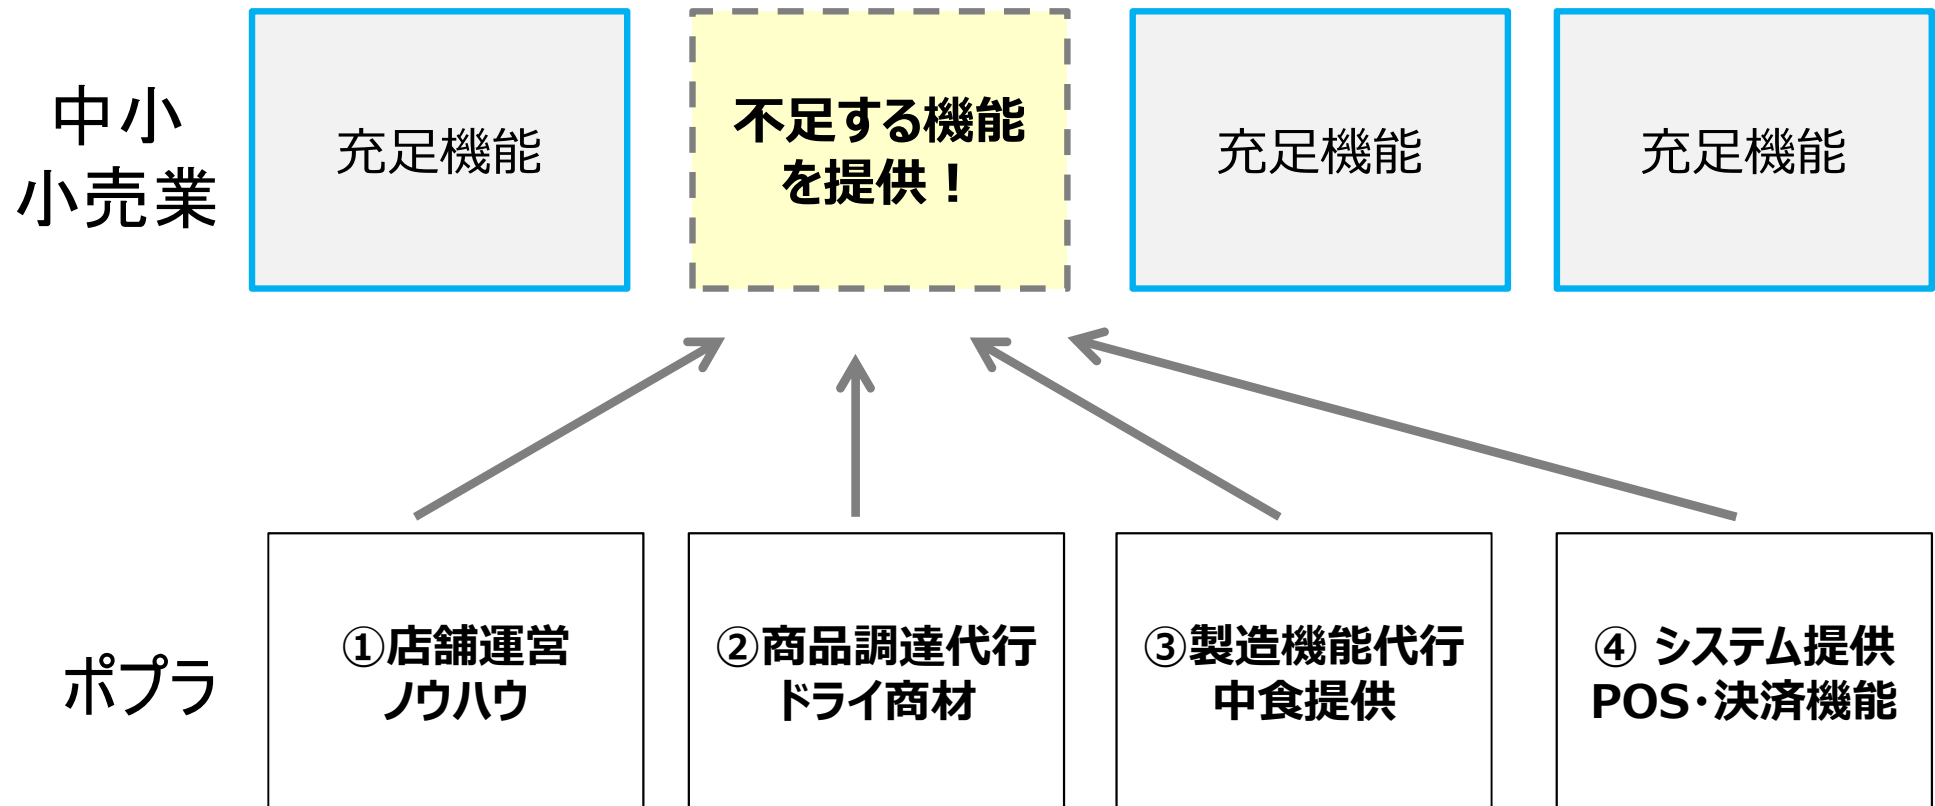 中小
小売業
充足機能
不足する機能
を提供！
充足機能
充足機能
ポプラ
①店舗運営
ノウハウ
②商品調達代行
ドライ商材
③製造機能代行
中食提供
④ システム提供
POS・決済機能